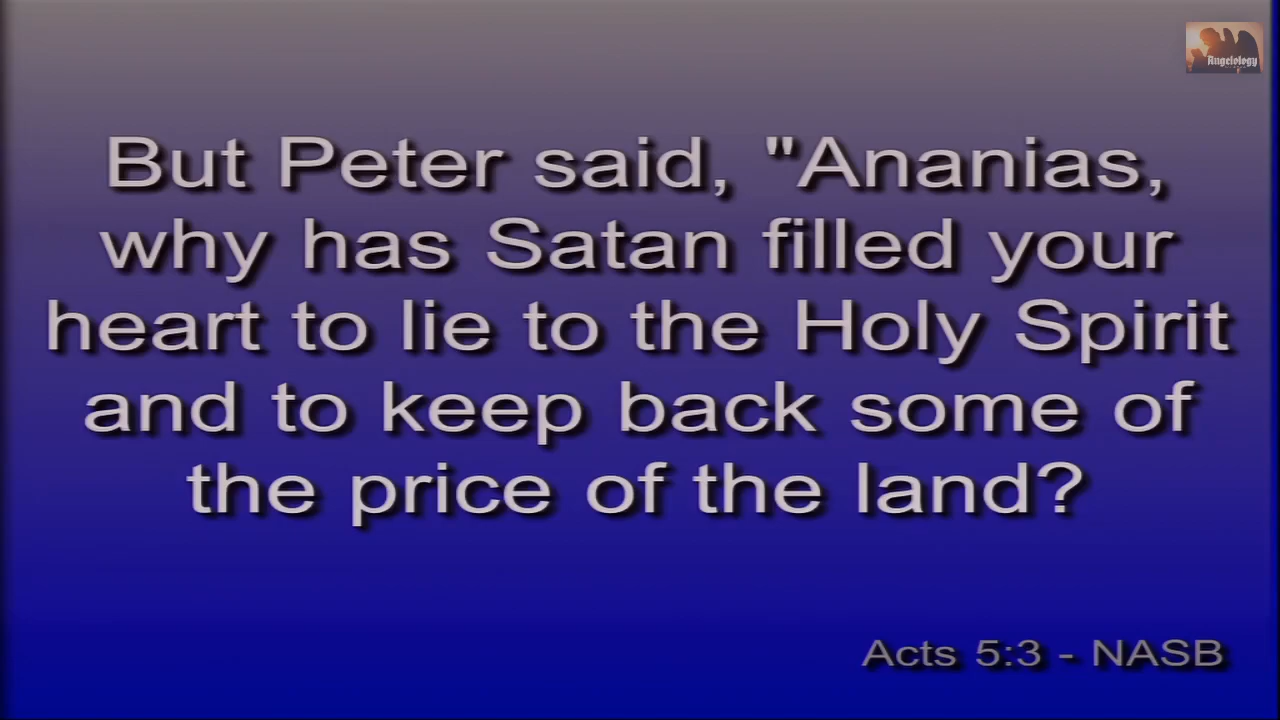 Angelology
But Peter said, "Ananias,
why has Satan filled your
heart to lie to the Holy Spirit
and to keep back some of
the price of the land?
Acts 5:3 - NASB